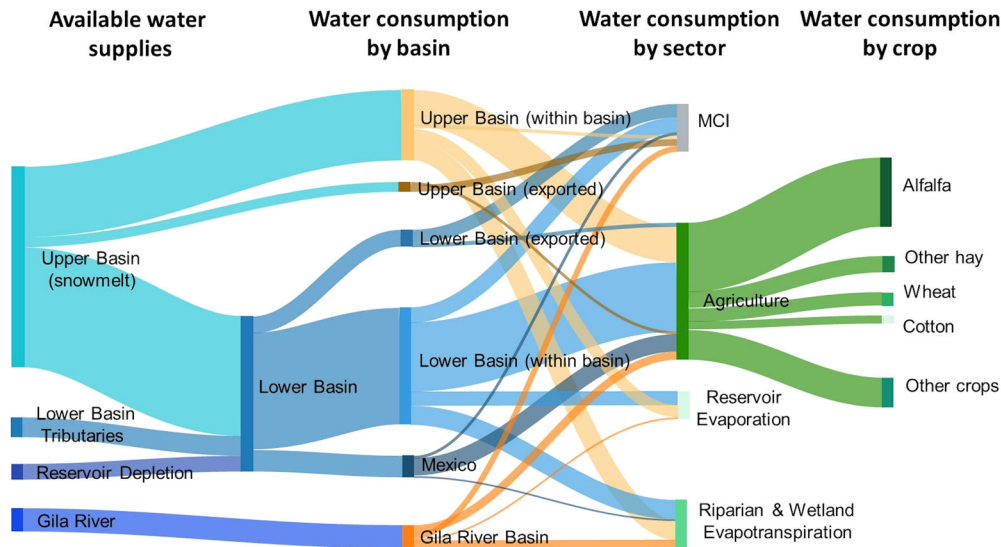 Available water
supplies
Water consumption
by basin
Water consumption
by sector
Water consumption
by crop
Upper Basin
(snowmelt)
Lower Basin
Tributaries
Reservoir Depletion
Gila River
Lower Basin
Upper Basin (within basin)
Upper Basin (exported)
Lower Basin (exported)
Lower Basin (within basin)
Mexico
Gila River Basin
MCI
Agriculture
Reservoir
Evaporation
Riparian & Wetland
Evapotranspiration
Alfalfa
Other hay
Wheat
Cotton
Other crops